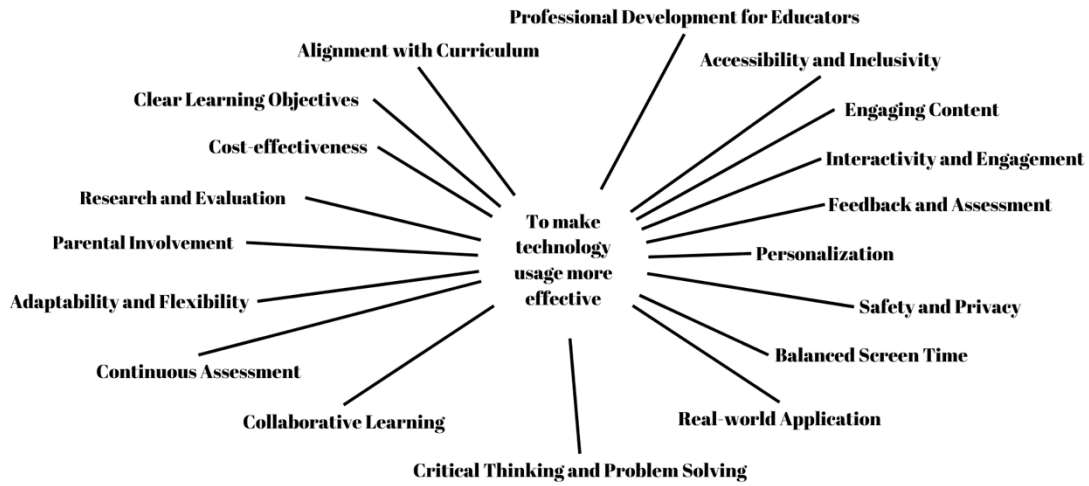 Professional Development for Educators
Alignment with Curriculum
Accessibility and Inclusivity
Clear Learning Objectives
Engaging Content
Cost-effectiveness
Interactivity and Engagement
Research and Evaluation
Feedback and Assessment
To make
technology
usage more
effective
Parental Involvement
Personalization
Adaptability and Flexibility
Safety and Privacy
Balanced Screen Time
Continuous Assessment
Collaborative Learning
Real-world Application
Critical Thinking and Problem Solving